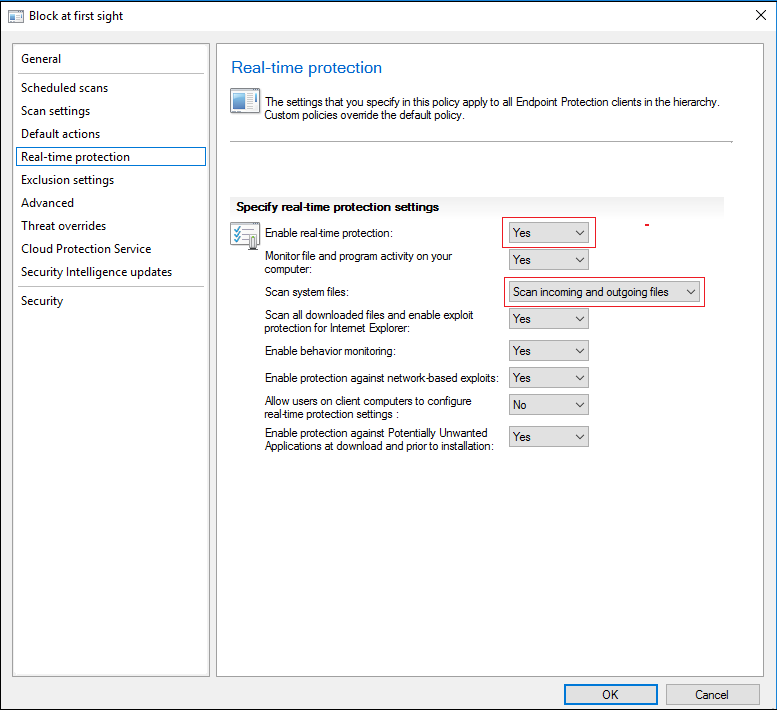 Block at first sight
General
Scheduled scans
Scan settings
Default actions
Real-time protection
Exclusion settings
Advanced
Threat overrides
Cloud Protection Service
Security Intelligence updates
Security
Real-time protection
The settings that you specify in this policy apply to all Endpoint Protection clients in the hierarchy.
Custom policies override the default policy.
Specify real-time protection settings
Enable real-time protection: Yes
Monitor file and program activity on your
computer: Yes
Scan system files: Scan incoming and outgoing files
Scan all downloaded files and enable exploit
protection for Internet Explorer: Yes
Enable behavior monitoring: Yes
Enable protection against network-based exploits: Yes
Allow users on client computers to configure
real-time protection settings : No
Enable protection against Potentially Unwanted
Applications at download and prior to installation: Yes
OK Cancel